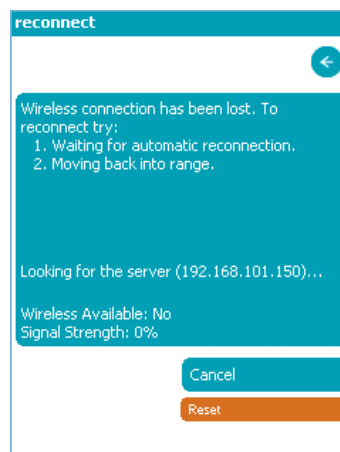 reconnect
Wireless connection has been lost. To
reconnect try:
1. Waiting for automatic reconnection.
2. Moving back into range.
Looking for the server (192.168.101.150)...
Wireless Available: No
Signal Strength: 0%
Cancel
Reset